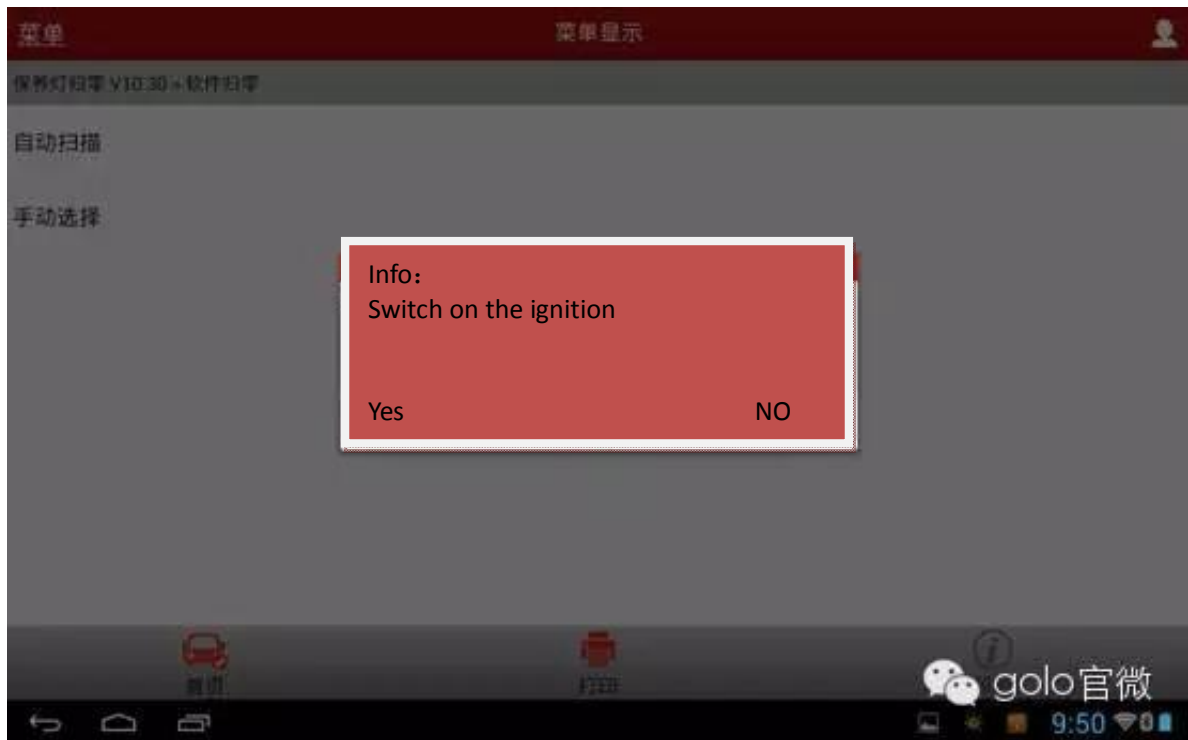 菜单
菜单显示
保养灯归零 V10.30 » 软件归零
自动扫描
手动选择
Info：
Switch on the ignition
Yes
NO
首页
打印
golo官微
9:50